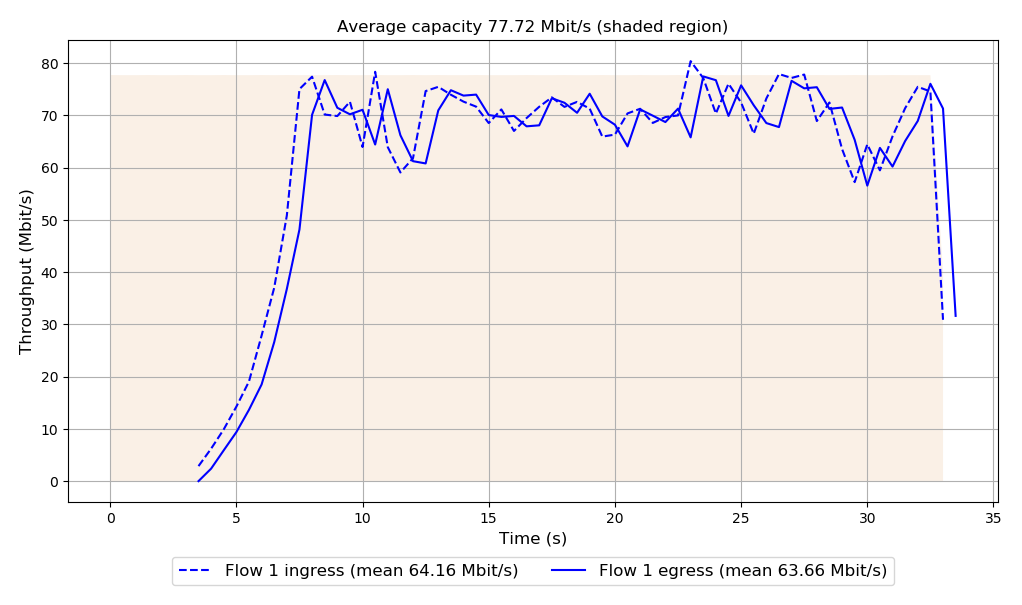 Average capacity 77.72 Mbit/s (shaded region)
Throughput (Mbit/s)
80
70
60
50
40
30
20
10
0
0 5 10 15 20 25 30 35
Time (s)
Flow 1 ingress (mean 64.16 Mbit/s) Flow 1 egress (mean 63.66 Mbit/s)